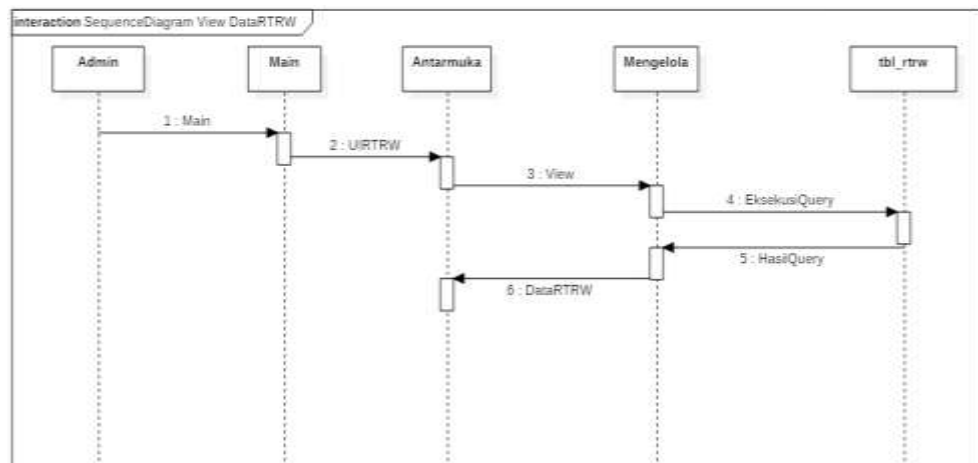 interaction SequenceDiagram View DataRTRW
Admin
Main
Antarmuka
Mengelola
tbl_rtrw
1 : Main
2 : UIRTRW
3 : View
4 : EksekusiQuery
5 : HasilQuery
6 : DataRTRW